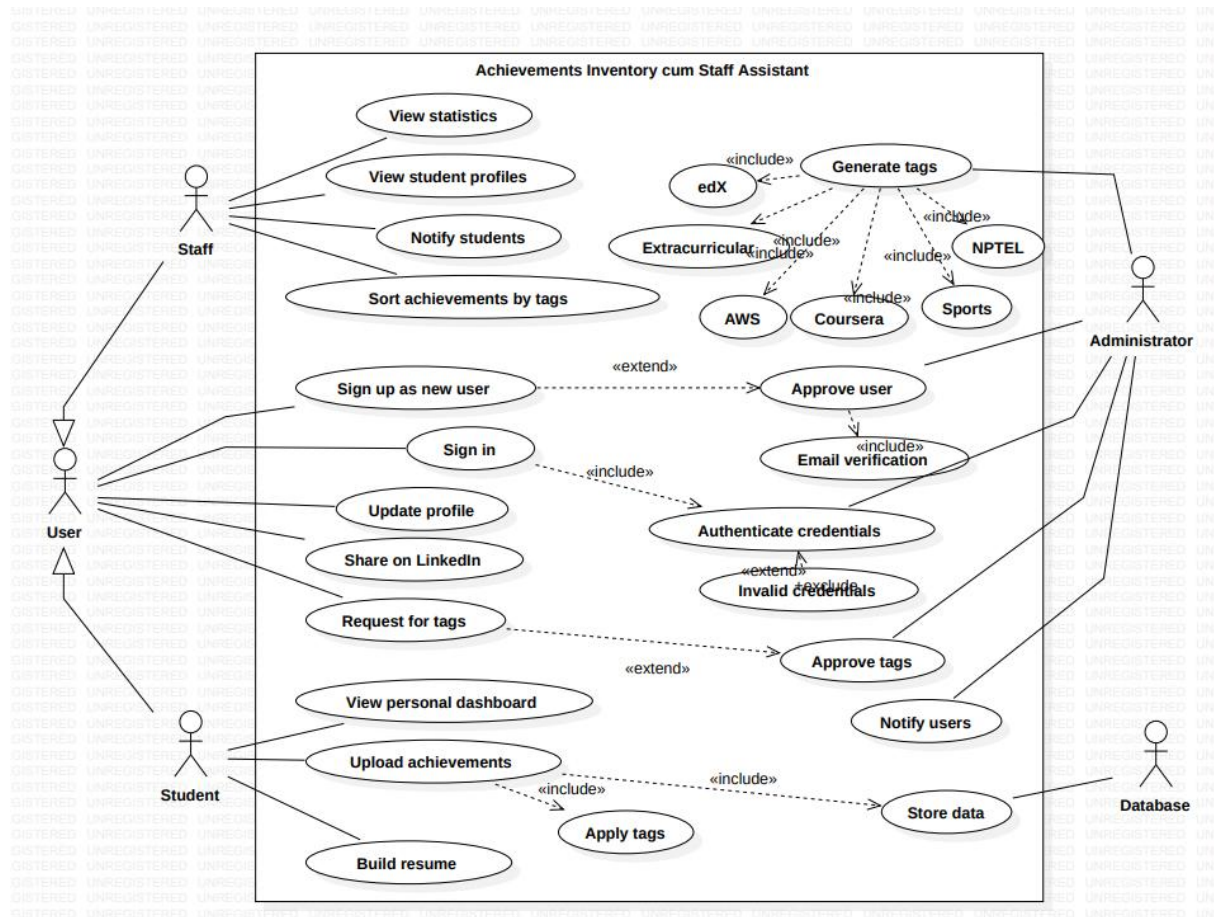 Achievements Inventory cum Staff Assistant
View statistics
«include»
Generate tags
View student profiles
edX
Staff
Notify students
«include»
Extracurricular
«include»
«include»
NPTEL
«include»
Sort achievements by tags
«include»
AWS
Coursera
Sports
Administrator
«extend»
Sign up as new user
Approve user
Sign in
«include»
Email verification
«include»
User
Update profile
Authenticate credentials
Share on LinkedIn
«extend»
+exclude
Invalid credentials
Request for tags
«extend»
Approve tags
View personal dashboard
Notify users
Student
Upload achievements
«include»
«include»
Database
Store data
Apply tags
Build resume
UNREGISTERED